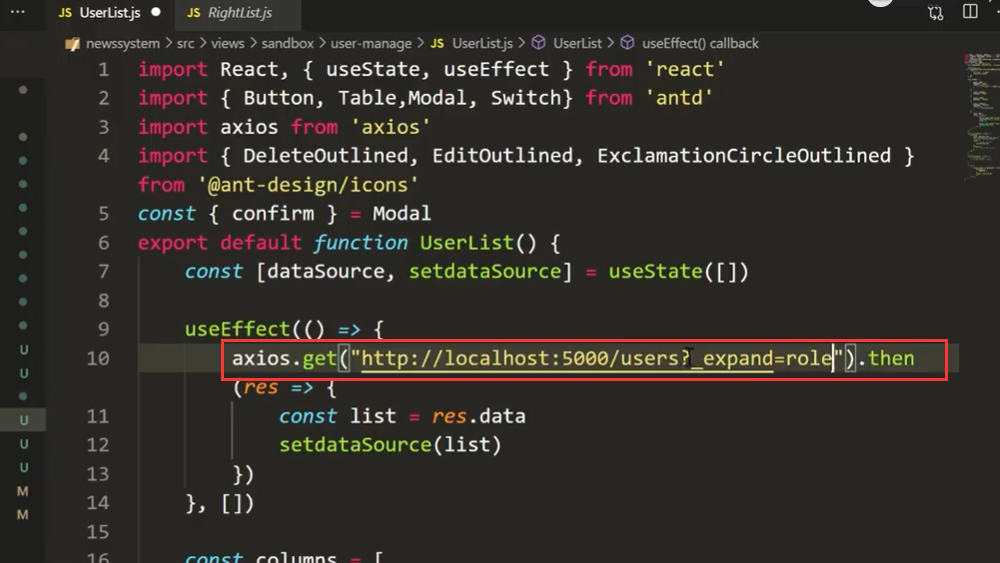 ··· JS UserList.js ● JS RightList.js
newssystem > src > views > sandbox > user-manage > JS UserList.js > UserList > useEffect() callback
1 import React, { useState, useEffect } from 'react'
2 import { Button, Table,Modal, Switch} from 'antd'
3 import axios from 'axios'
4 import { DeleteOutlined, EditOutlined, ExclamationCircleOutlined }
from '@ant-design/icons'
5 const { confirm } = Modal
6 export default function UserList() {
7 const [dataSource, setdataSource] = useState([])
8
9 useEffect(() => {
U
10 axios.get("http://localhost:5000/users?_expand=role").then
U (res => {
U 11 const list = res.data
U 12 setdataSource(list)
U 13 })
M 14 }, [])
M 15
16 const columns = [